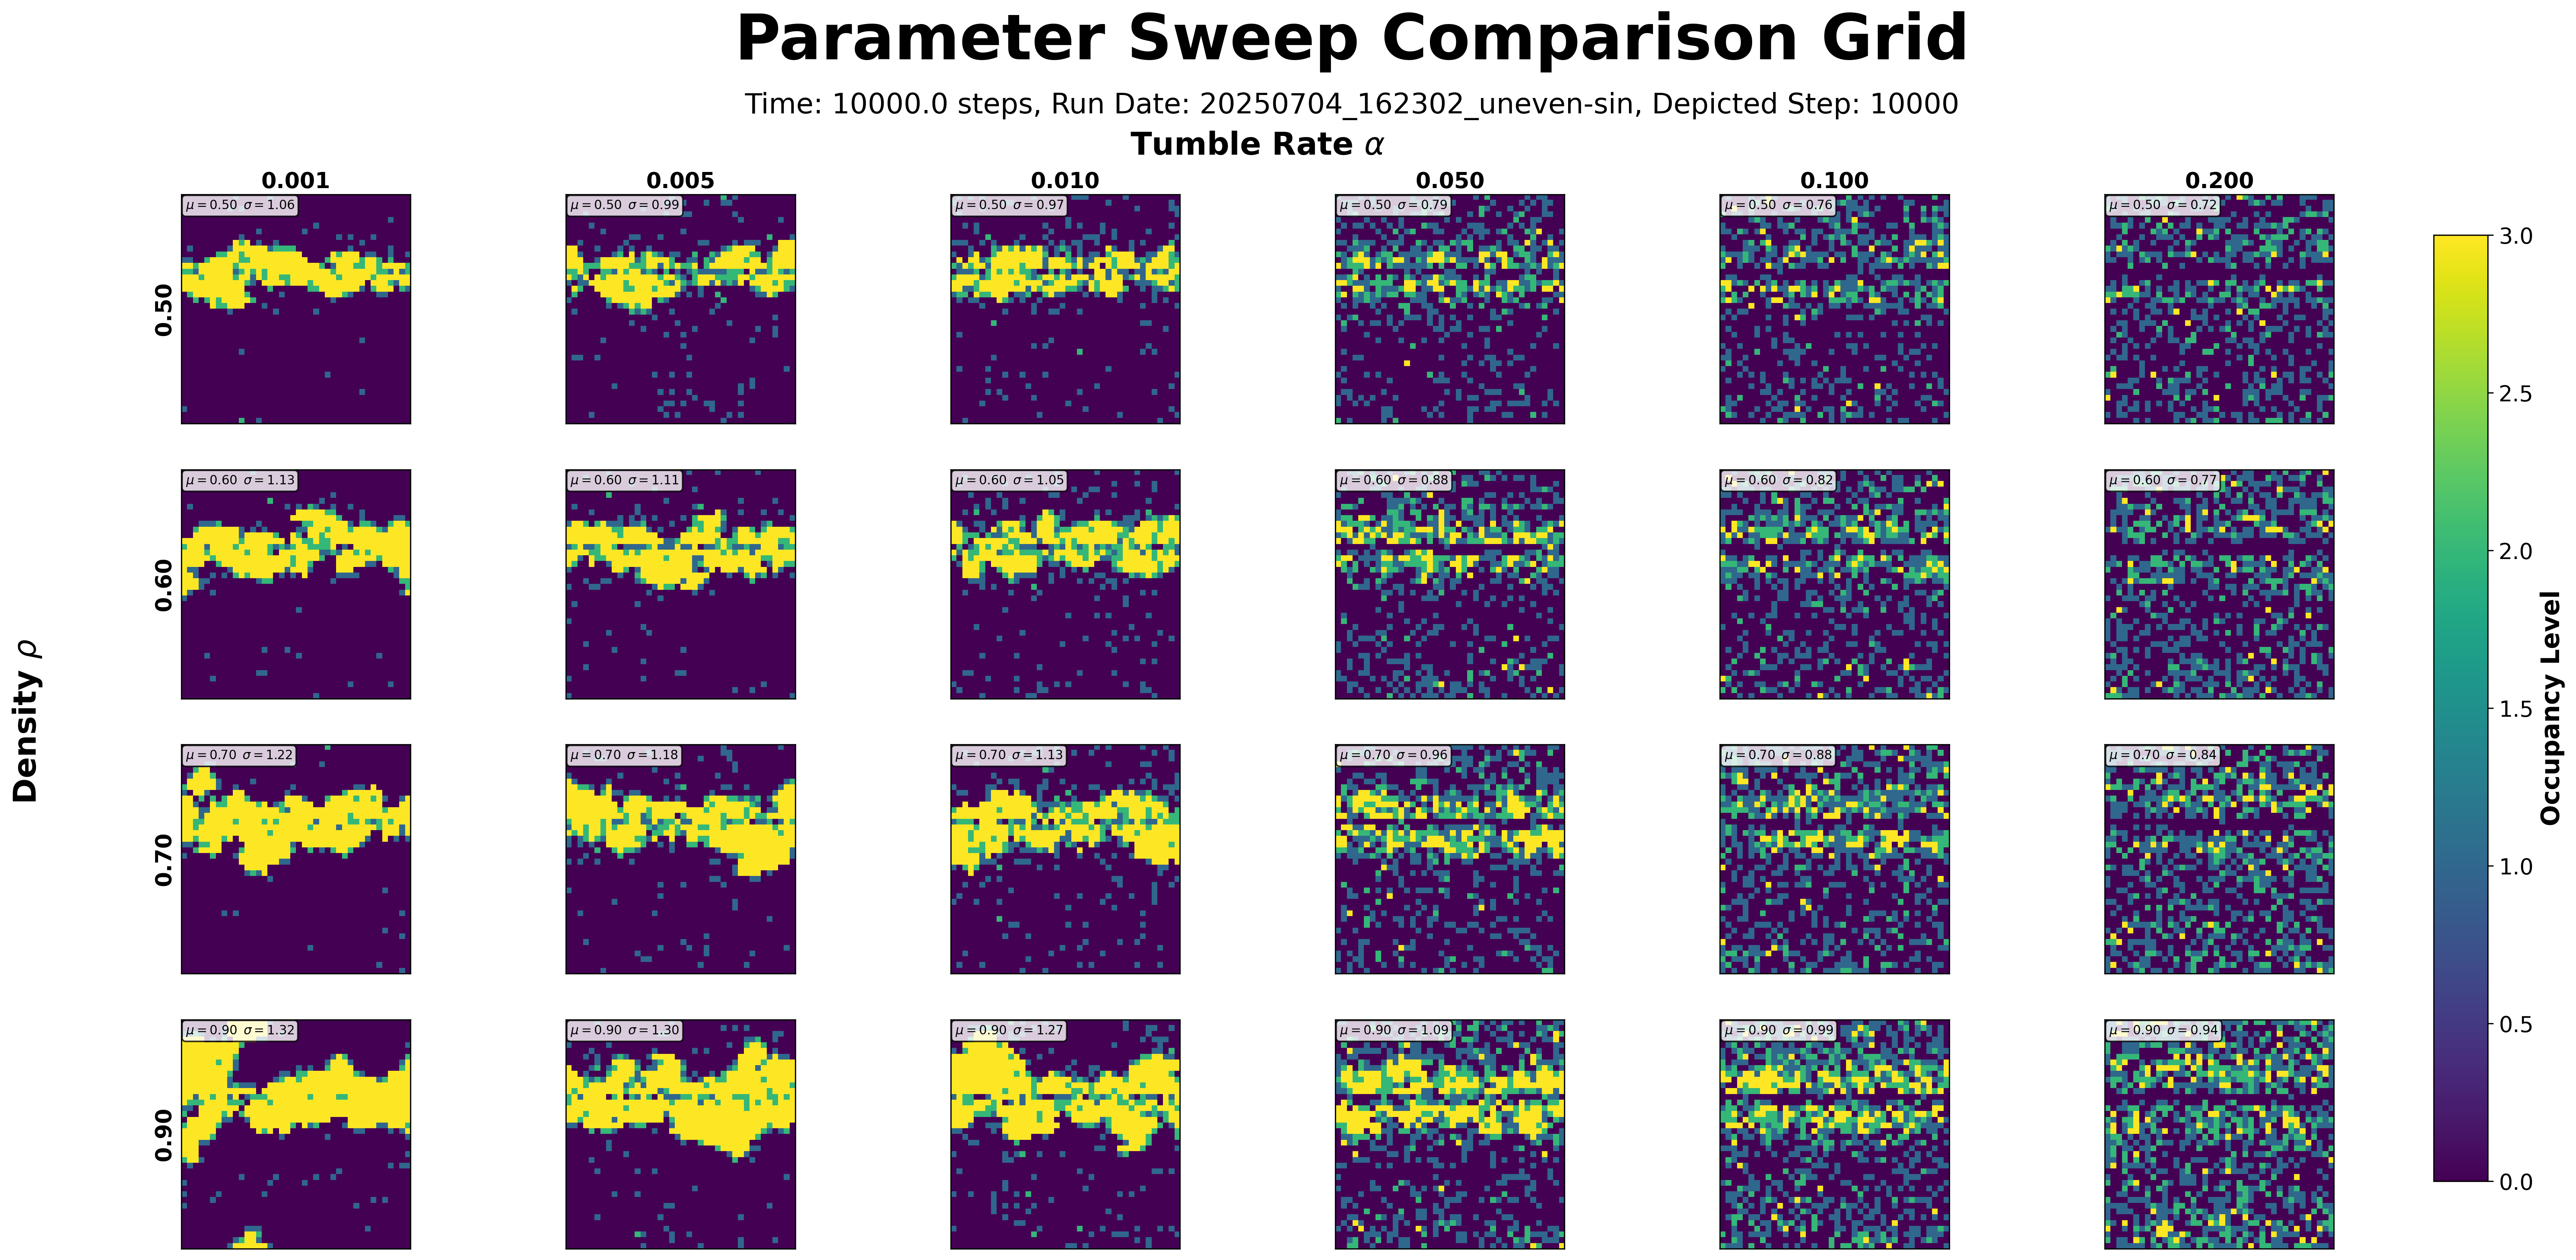 Parameter Sweep Comparison Grid
Time: 10000.0 steps, Run Date: 20250704_162302_uneven-sin, Depicted Step: 10000
Tumble Rate α
0.001 0.005 0.010 0.050 0.100 0.200
Density ρ
0.50
μ = 0.50 σ = 1.06
μ = 0.50 σ = 0.99
μ = 0.50 σ = 0.97
μ = 0.50 σ = 0.79
μ = 0.50 σ = 0.76
μ = 0.50 σ = 0.72
0.60
μ = 0.60 σ = 1.13
μ = 0.60 σ = 1.11
μ = 0.60 σ = 1.05
μ = 0.60 σ = 0.88
μ = 0.60 σ = 0.82
μ = 0.60 σ = 0.77
0.70
μ = 0.70 σ = 1.22
μ = 0.70 σ = 1.18
μ = 0.70 σ = 1.13
μ = 0.70 σ = 0.96
μ = 0.70 σ = 0.88
μ = 0.70 σ = 0.84
0.90
μ = 0.90 σ = 1.32
μ = 0.90 σ = 1.30
μ = 0.90 σ = 1.27
μ = 0.90 σ = 1.09
μ = 0.90 σ = 0.99
μ = 0.90 σ = 0.94
3.0
2.5
2.0
1.5
1.0
0.5
0.0
Occupancy Level